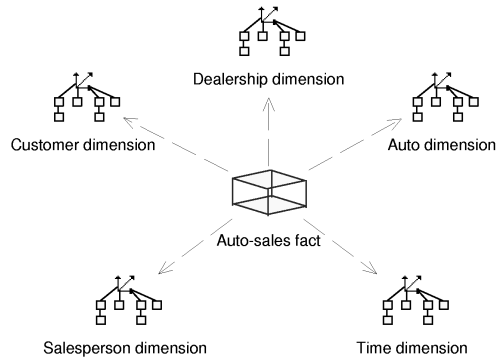 Dealership dimension
Customer dimension
Auto dimension
Auto-sales fact
Salesperson dimension
Time dimension